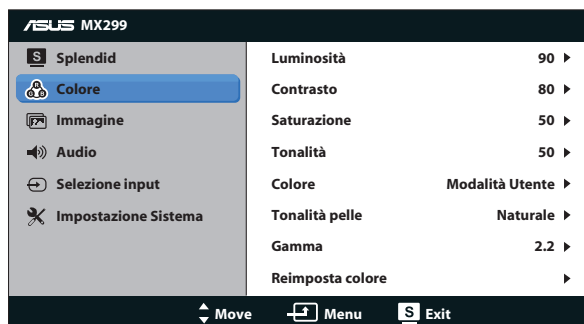 ASUS MX299
S Splendid
Colore
Immagine
Audio
Selezione input
Impostazione Sistema
Luminosità 90
Contrasto 80
Saturazione 50
Tonalità 50
Colore Modalità Utente
Tonalità pelle Naturale
Gamma 2.2
Reimposta colore
Move Menu S Exit